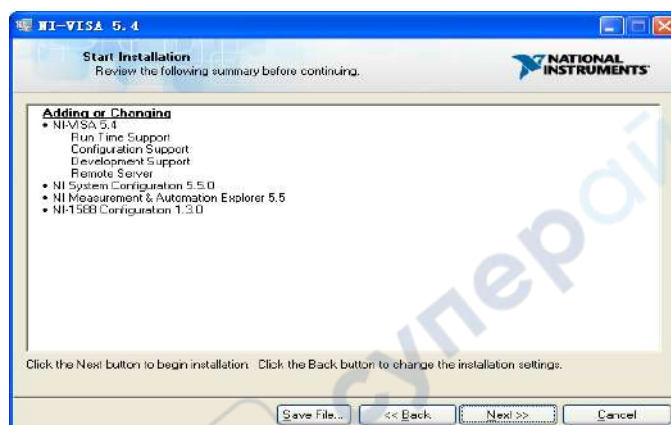 NI-VISA 5.4
Start Installation
Review the following summary before continuing.
NATIONAL
INSTRUMENTS
Adding or Changing
• NI-VISA 5.4
Run Time Support
Configuration Support
Development Support
Remote Server
• NI System Configuration 5.5.0
• NI Measurement & Automation Explorer 5.5
• NI-1588 Configuration 1.3.0
Click the Next button to begin installation. Click the Back button to change the installation settings.
Save File... << Back Next >> Cancel
суперай